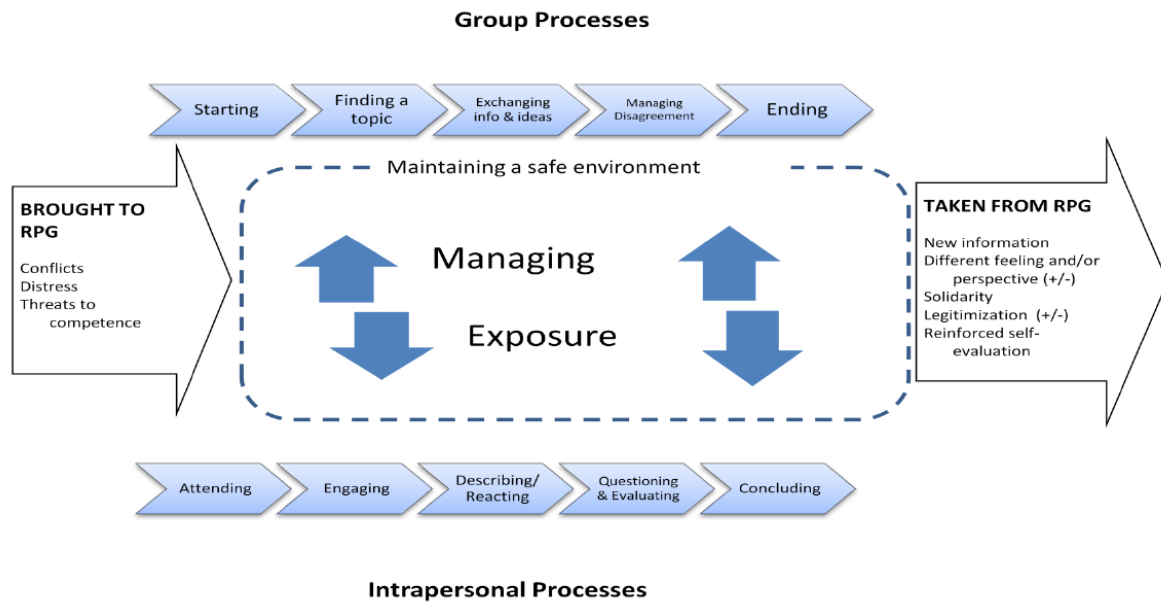 Group Processes
Starting
Finding a
topic
Exchanging
info & ideas
Managing
Disagreement
Ending
Maintaining a safe environment
BROUGHT TO
RPG
Conflicts
Distress
Threats to
competence
Managing
Exposure
TAKEN FROM RPG
New information
Different feeling and/or
perspective (+/-)
Solidarity
Legitimization (+/-)
Reinforced self-
evaluation
Attending
Engaging
Describing/
Reacting
Questioning
& Evaluating
Concluding
Intrapersonal Processes